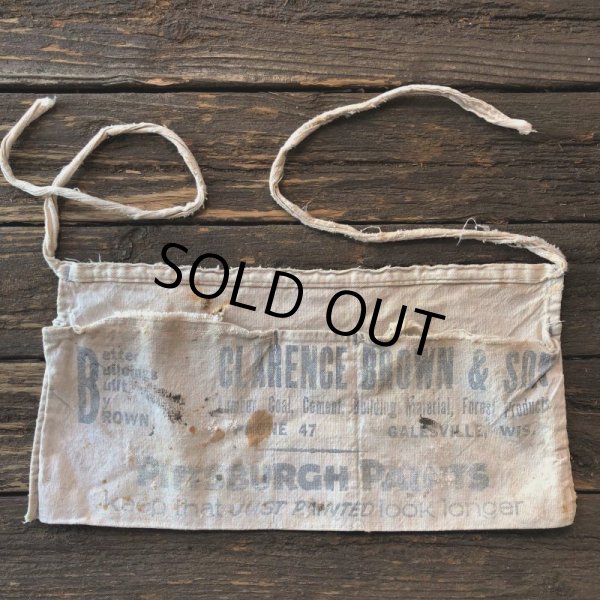 SOLD OUT
Better
Buildings
Built
By
BROWN
CLARENCE BROWN & SON
Lumber, Coal, Cement, Building Material, Forest Products
PHONE 47 GALESVILLE, WIS.
PITTSBURGH PAINTS
Keep that JUST PAINTED look longer